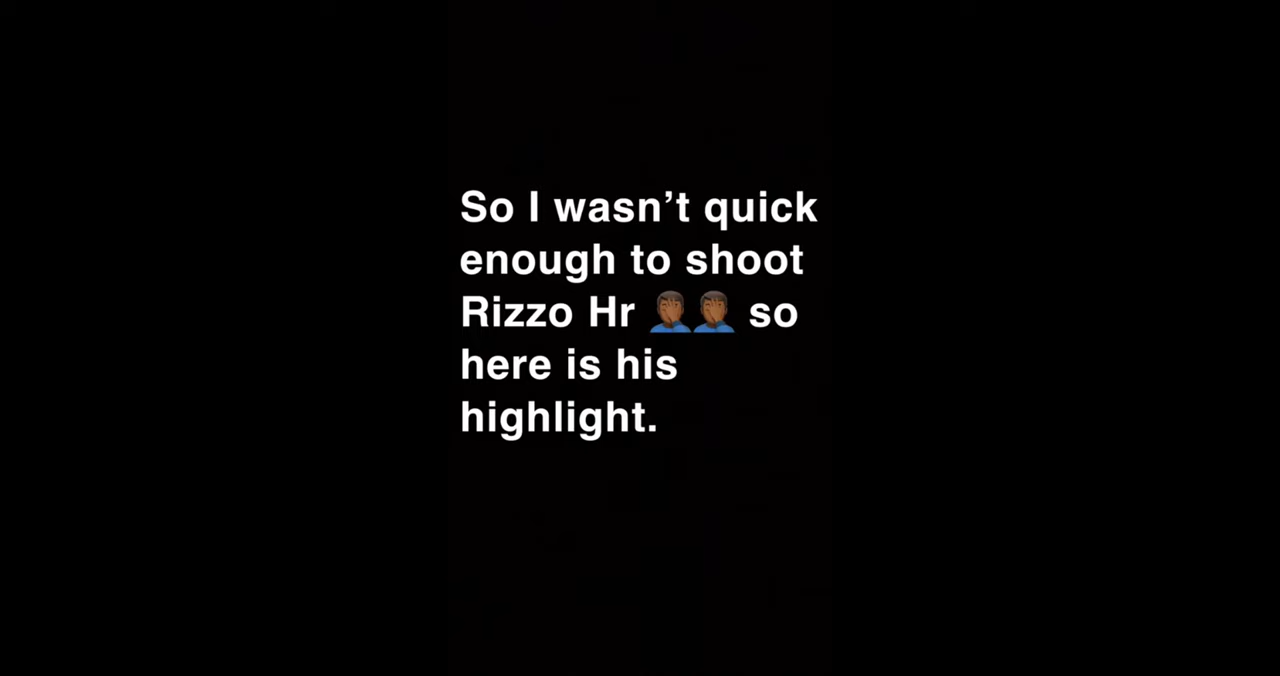 So I wasn’t quick
enough to shoot
Rizzo Hr 🤦🏾‍♂️🤦🏾‍♂️ so
here is his
highlight.